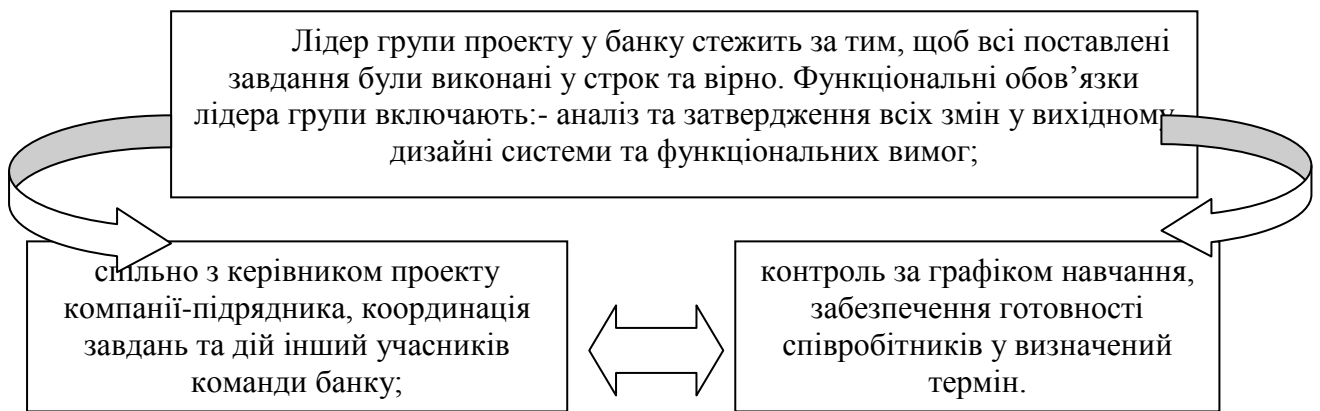 Лідер групи проекту у банку стежить за тим, щоб всі поставлені
завдання були виконані у строк та вірно. Функціональні обов’язки
лідера групи включають:- аналіз та затвердження всіх змін у вихідному
дизайні системи та функціональних вимог;
спільно з керівником проекту
компанії-підрядника, координація
завдань та дій інший учасників
команди банку;
контроль за графіком навчання,
забезпечення готовності
співробітників у визначений
термін.